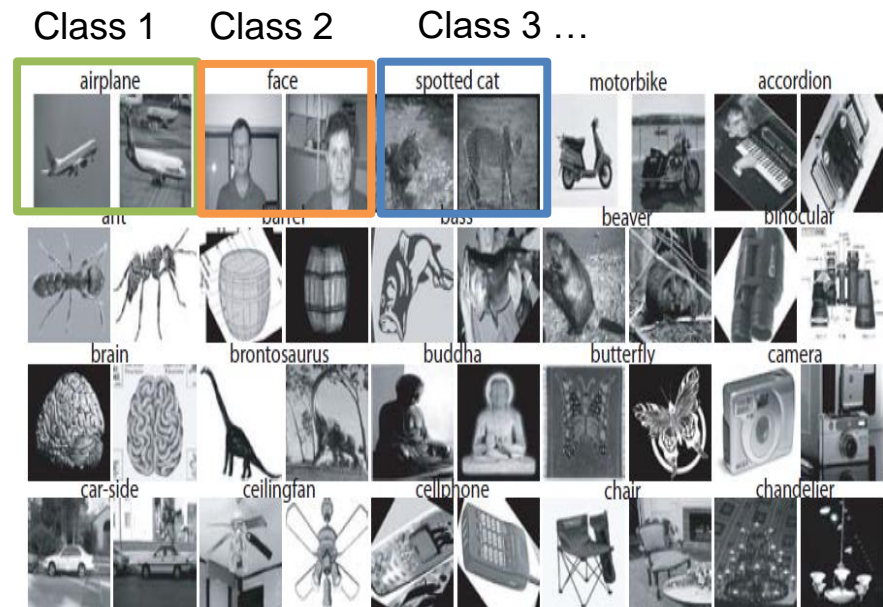 Class 1 Class 2 Class 3 …
airplane face spotted cat motorbike accordion
ant barrel bass beaver binocular
brain brontosaurus buddha butterfly camera
car-side ceilingfan cellphone chair chandelier